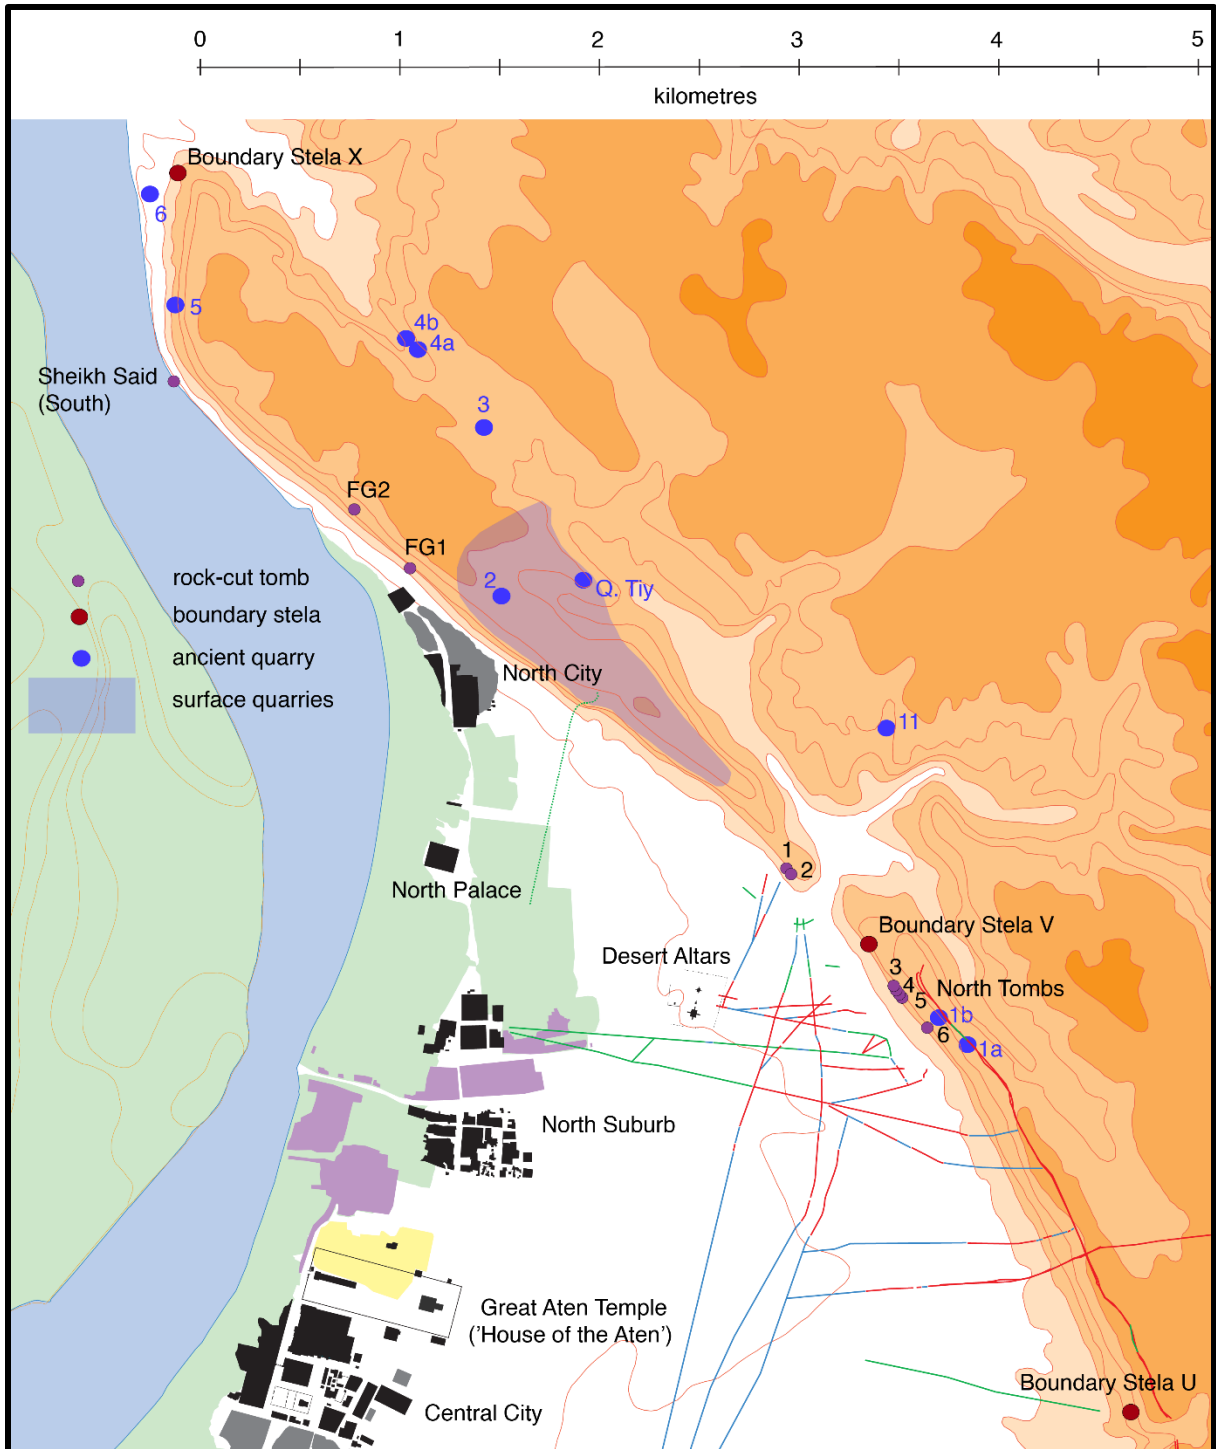 0 1 2 3 4 5
kilometres
Boundary Stela X
6
5
4b
4a
Sheikh Said
(South)
3
FG2
FG1
rock-cut tomb
2
Q. Tiy
boundary stela
ancient quarry
North City
surface quarries
11
1
2
North Palace
Boundary Stela V
Desert Altars
3
4
North Tombs
5
1b
6
1a
North Suburb
Great Aten Temple
('House of the Aten')
Boundary Stela U
Central City